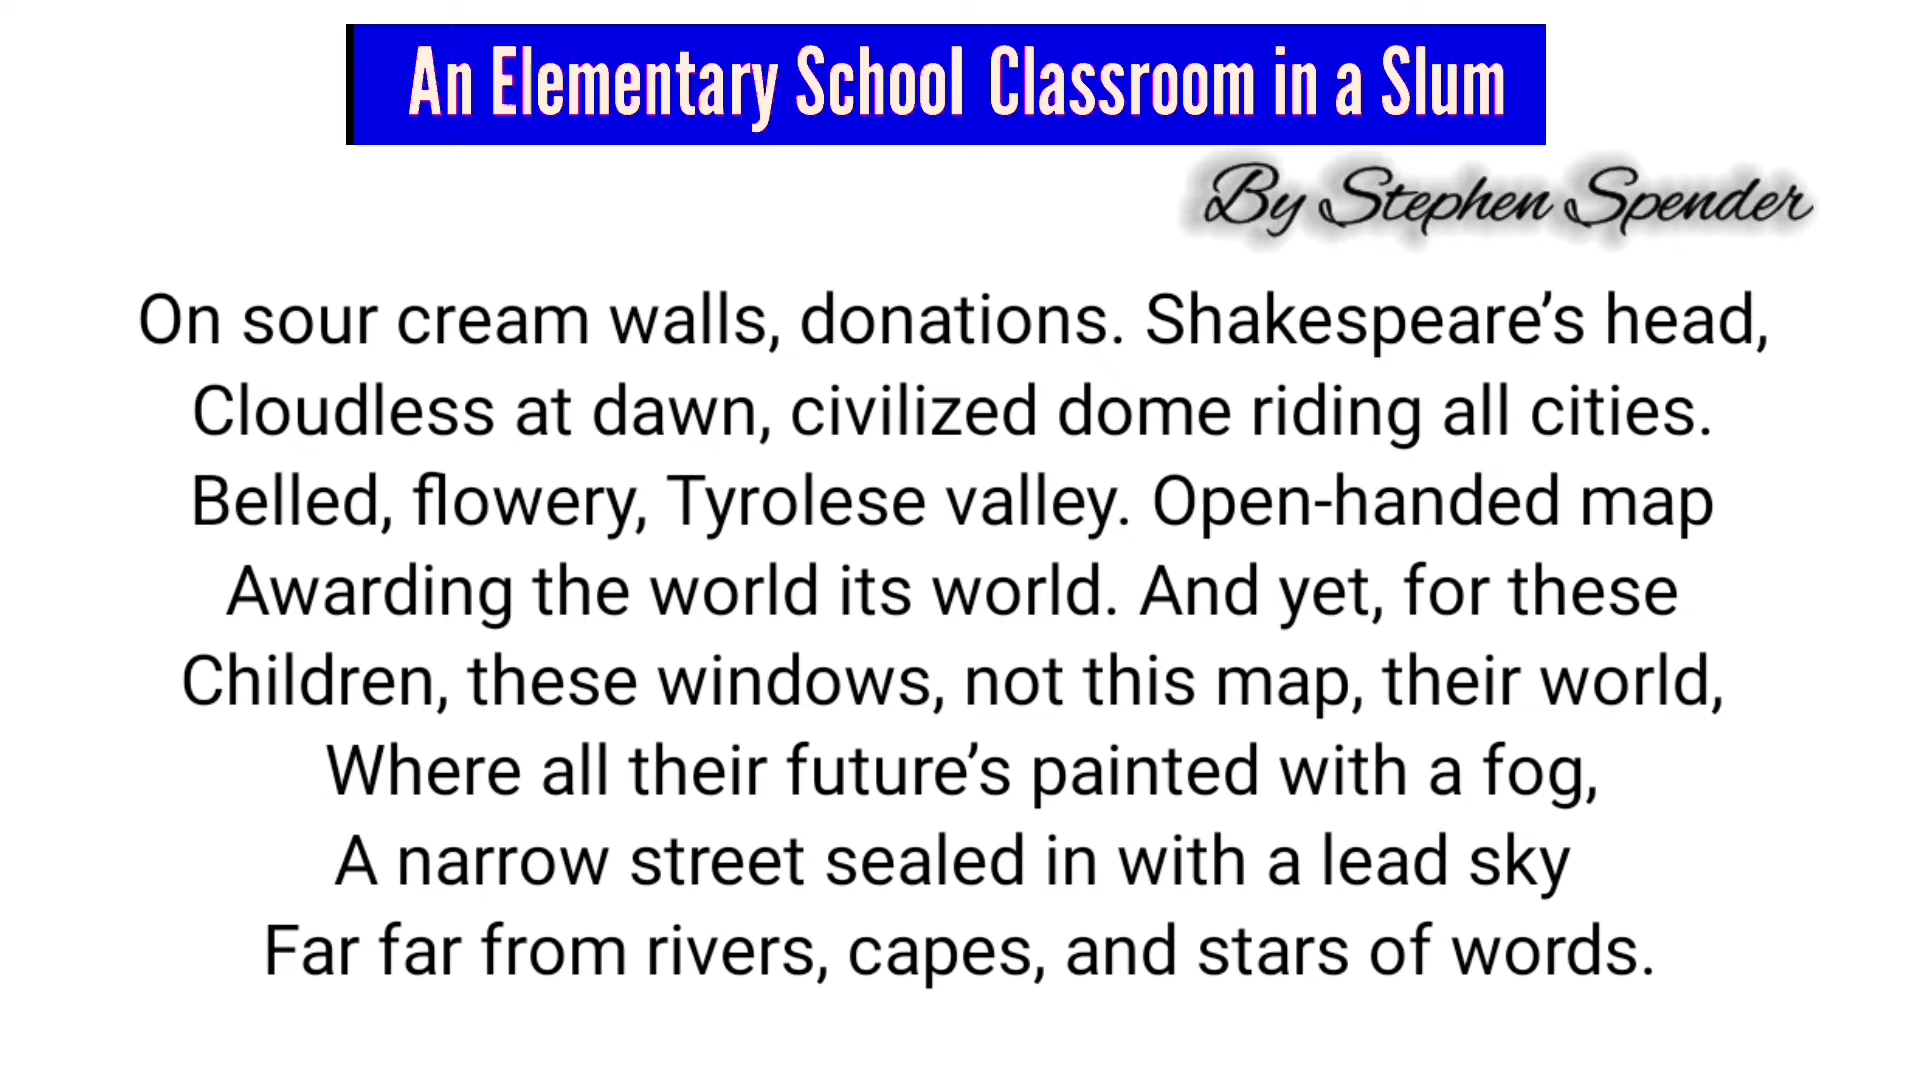 An Elementary School Classroom in a Slum
By Stephen Spender
On sour cream walls, donations. Shakespeare’s head,
Cloudless at dawn, civilized dome riding all cities.
Belled, flowery, Tyrolese valley. Open-handed map
Awarding the world its world. And yet, for these
Children, these windows, not this map, their world,
Where all their future’s painted with a fog,
A narrow street sealed in with a lead sky
Far far from rivers, capes, and stars of words.